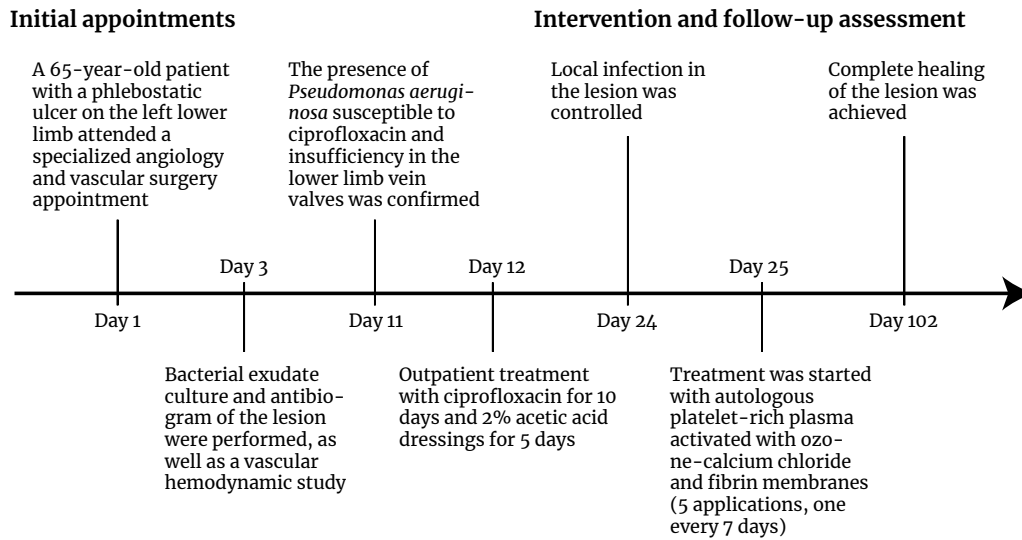 Initial appointments
Intervention and follow-up assessment
A 65-year-old patient
with a phlebostatic
ulcer on the left lower
limb attended a
specialized angiology
and vascular surgery
appointment
The presence of
Pseudomonas aerugi-
nosa susceptible to
ciprofloxacin and
insufficiency in the
lower limb vein
valves was confirmed
Local infection in
the lesion was
controlled
Complete healing
of the lesion was
achieved
Day 3
Day 12
Day 25
Day 1
Day 11
Day 24
Day 102
Bacterial exudate
culture and antibio-
gram of the lesion
were performed, as
well as a vascular
hemodynamic study
Outpatient treatment
with ciprofloxacin for 10
days and 2% acetic acid
dressings for 5 days
Treatment was started
with autologous
platelet-rich plasma
activated with ozo-
ne-calcium chloride
and fibrin membranes
(5 applications, one
every 7 days)